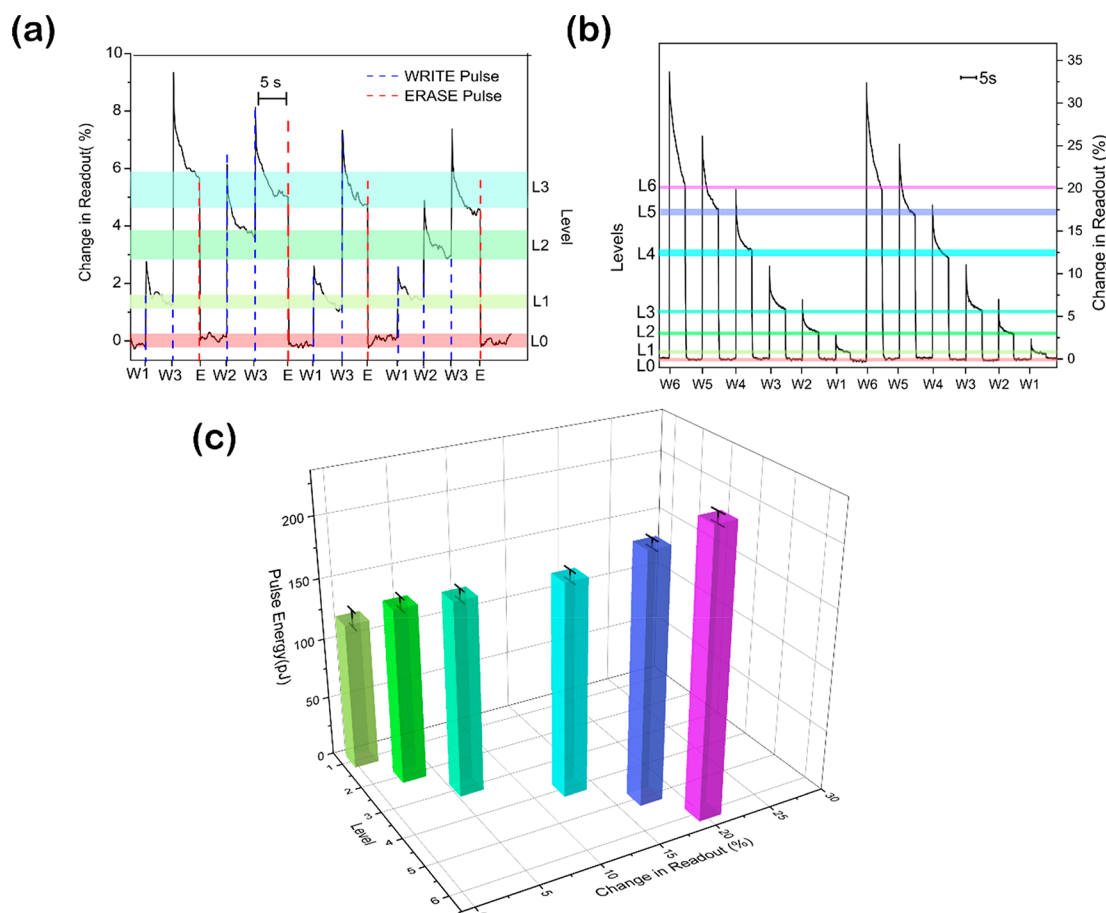 (a)
10
8
6
4
2
0
Change in Readout( %)
5 s
WRITE Pulse
ERASE Pulse
L3
L2
L1
L0
Level
W1 W3 E W2 W3 E W1 W3 E W1 W2 W3 E
(b)
Levels
L6
L5
L4
L3
L2
L1
L0
5s
35
30
25
20
15
10
5
0
Change in Readout (%)
W6 W5 W4 W3 W2 W1 W6 W5 W4 W3 W2 W1
(c)
200
150
100
50
0
Pulse Energy(pJ)
1
2
3
4
5
6
Level
5
10
15
20
25
30
Change in Readout (%)